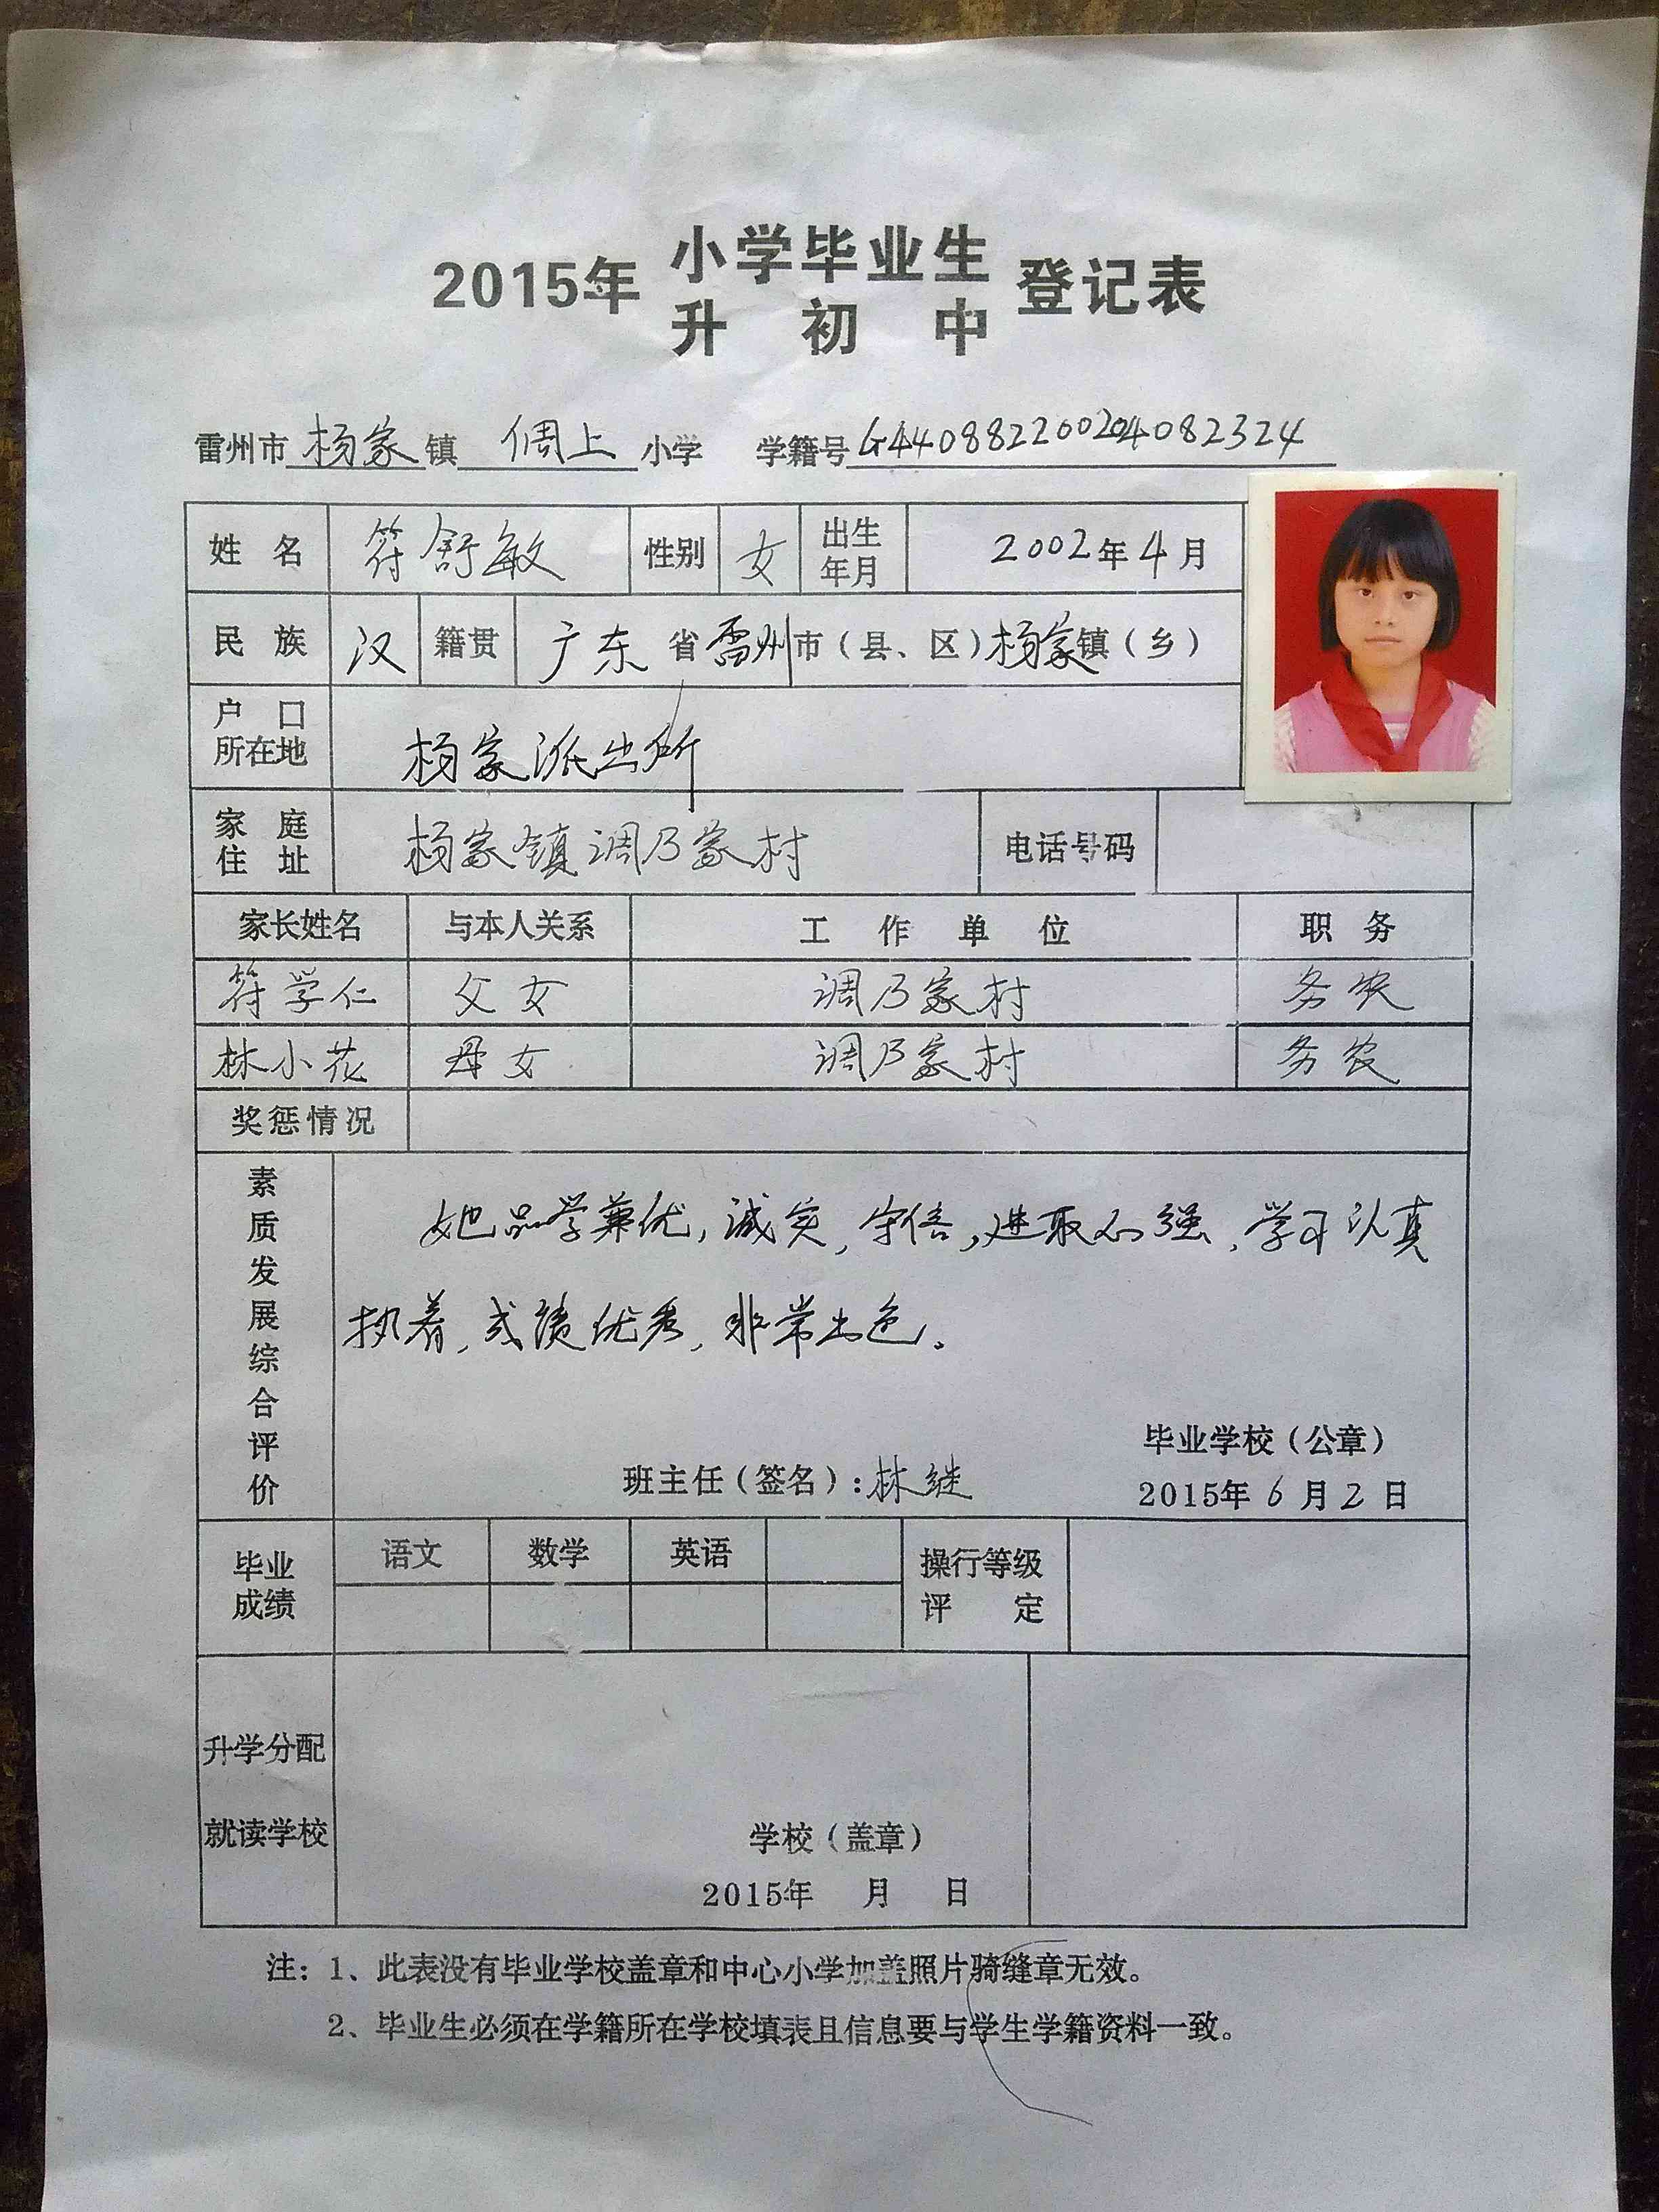 2015年 小学毕业生 登记表
升初中
雷州市杨家镇 倜上 小学 学籍号 G440882200204082324
姓名 符舒敏 性别 女 出生年月 2002年4月
民族 汉 籍贯 广东省雷州市（县、区）杨家镇（乡）
户口所在地 杨家派出所
家庭住址 杨家镇调乃家村 电话号码
家长姓名 与本人关系 工作单位 职务
符学仁 父女 调乃家村 务农
林小花 母女 调乃家村 务农
奖惩情况
素质发展综合评价
她品学兼优，诚实，守信，进取心强，学习认真
执着，成绩优秀，非常出色。
毕业学校（公章）
班主任（签名）：林继 2015年6月2日
毕业成绩 语文 数学 英语 操行等级评定
升学分配
就读学校
学校（盖章）
2015年 月 日
注：1、此表没有毕业学校盖章和中心小学加盖照片骑缝章无效。
2、毕业生必须在学籍所在学校填表且信息要与学生学籍资料一致。